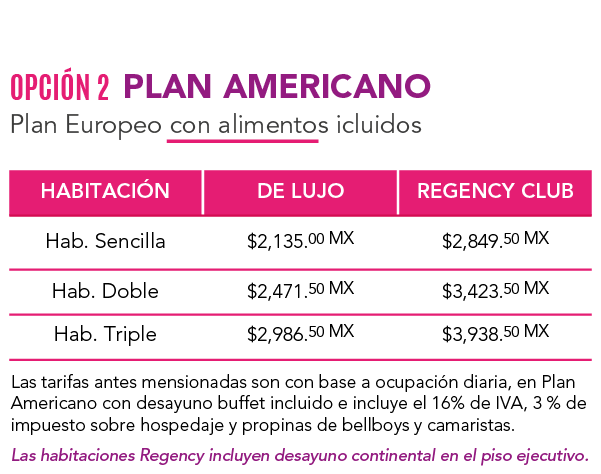 OPCIÓN 2 PLAN AMERICANO
Plan Europeo con alimentos icluidos
HABITACIÓN DE LUJO REGENCY CLUB
Hab. Sencilla $2,135.00 MX $2,849.50 MX
Hab. Doble $2,471.50 MX $3,423.50 MX
Hab. Triple $2,986.50 MX $3,938.50 MX
Las tarifas antes mensionadas son con base a ocupación diaria, en Plan
Americano con desayuno buffet incluido e incluye el 16% de IVA, 3 % de
impuesto sobre hospedaje y propinas de bellboys y camaristas.
Las habitaciones Regency incluyen desayuno continental en el piso ejecutivo.